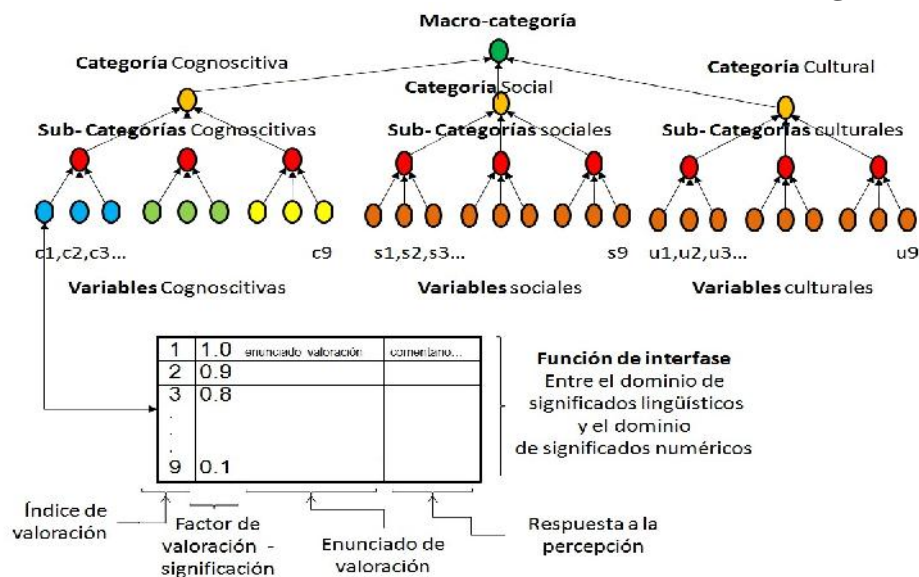 Macro-categoría
Categoría Cognoscitiva
Categoría Social
Categoría Cultural
Sub- Categorías Cognoscitivas
Sub- Categorías sociales
Sub- Categorías culturales
c1,c2,c3...
c9
s1,s2,s3...
s9
u1,u2,u3...
u9
Variables Cognoscitivas
Variables sociales
Variables culturales
1 1.0 enunciado valoración comentario...
2 0.9
3 0.8
.
.
.
9 0.1
Función de interfase
Entre el dominio de
significados lingüísticos
y el dominio
de significados numéricos
Índice de
valoración
Factor de
valoración -
significación
Enunciado de
valoración
Respuesta a la
percepción